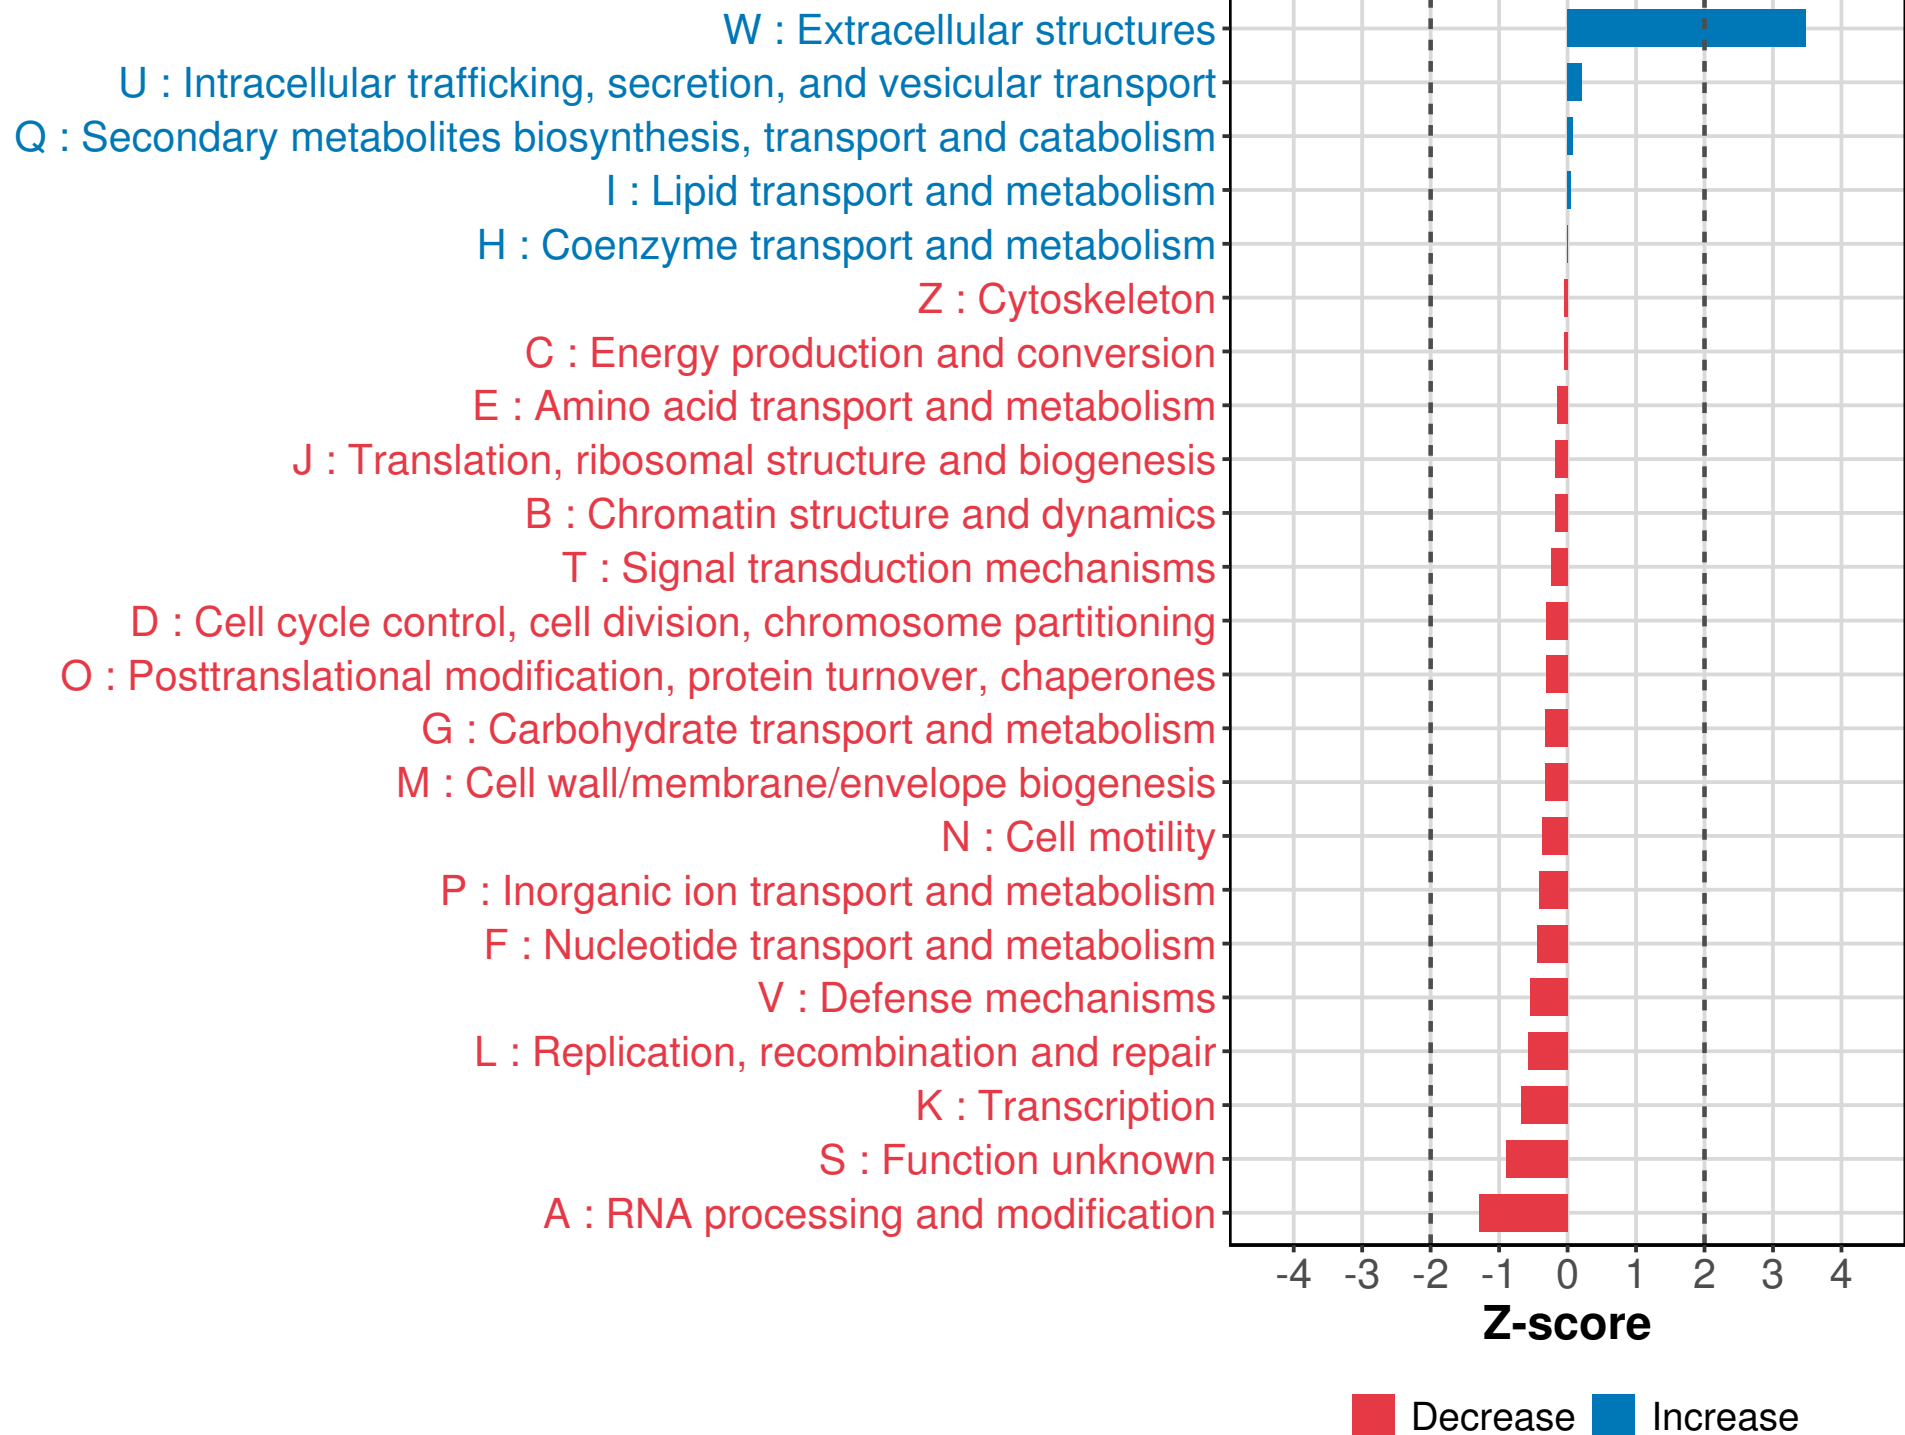 W : Extracellular structures
U : Intracellular trafficking, secretion, and vesicular transport
Q : Secondary metabolites biosynthesis, transport and catabolism
I : Lipid transport and metabolism
H : Coenzyme transport and metabolism
Z : Cytoskeleton
C : Energy production and conversion
E : Amino acid transport and metabolism
J : Translation, ribosomal structure and biogenesis
B : Chromatin structure and dynamics
T : Signal transduction mechanisms
D : Cell cycle control, cell division, chromosome partitioning
O : Posttranslational modification, protein turnover, chaperones
G : Carbohydrate transport and metabolism
M : Cell wall/membrane/envelope biogenesis
N : Cell motility
P : Inorganic ion transport and metabolism
F : Nucleotide transport and metabolism
V : Defense mechanisms
L : Replication, recombination and repair
K : Transcription
S : Function unknown
A : RNA processing and modification
-4 -3 -2 -1 0 1 2 3 4
Z-score
Decrease Increase